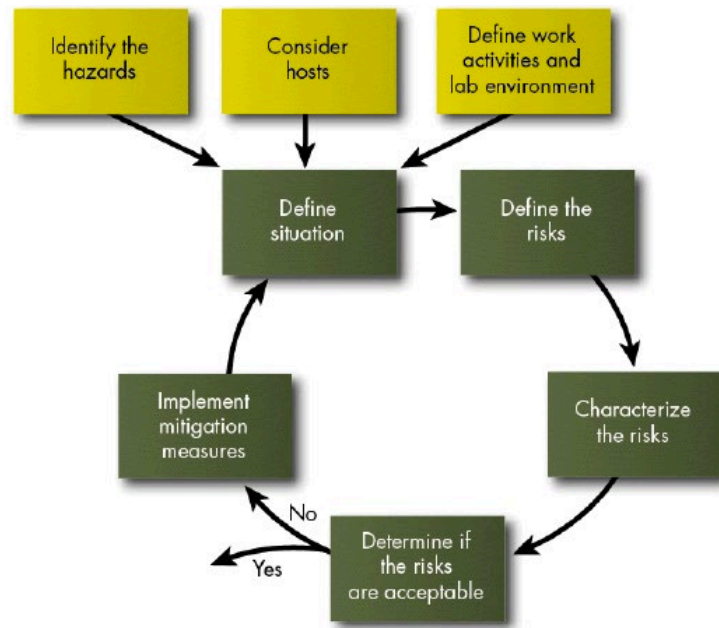 Identify the
hazards
Consider
hosts
Define work
activities and
lab environment
Define
situation
Define the
risks
Implement
mitigation
measures
Characterize
the risks
No
Yes
Determine if
the risks
are acceptable